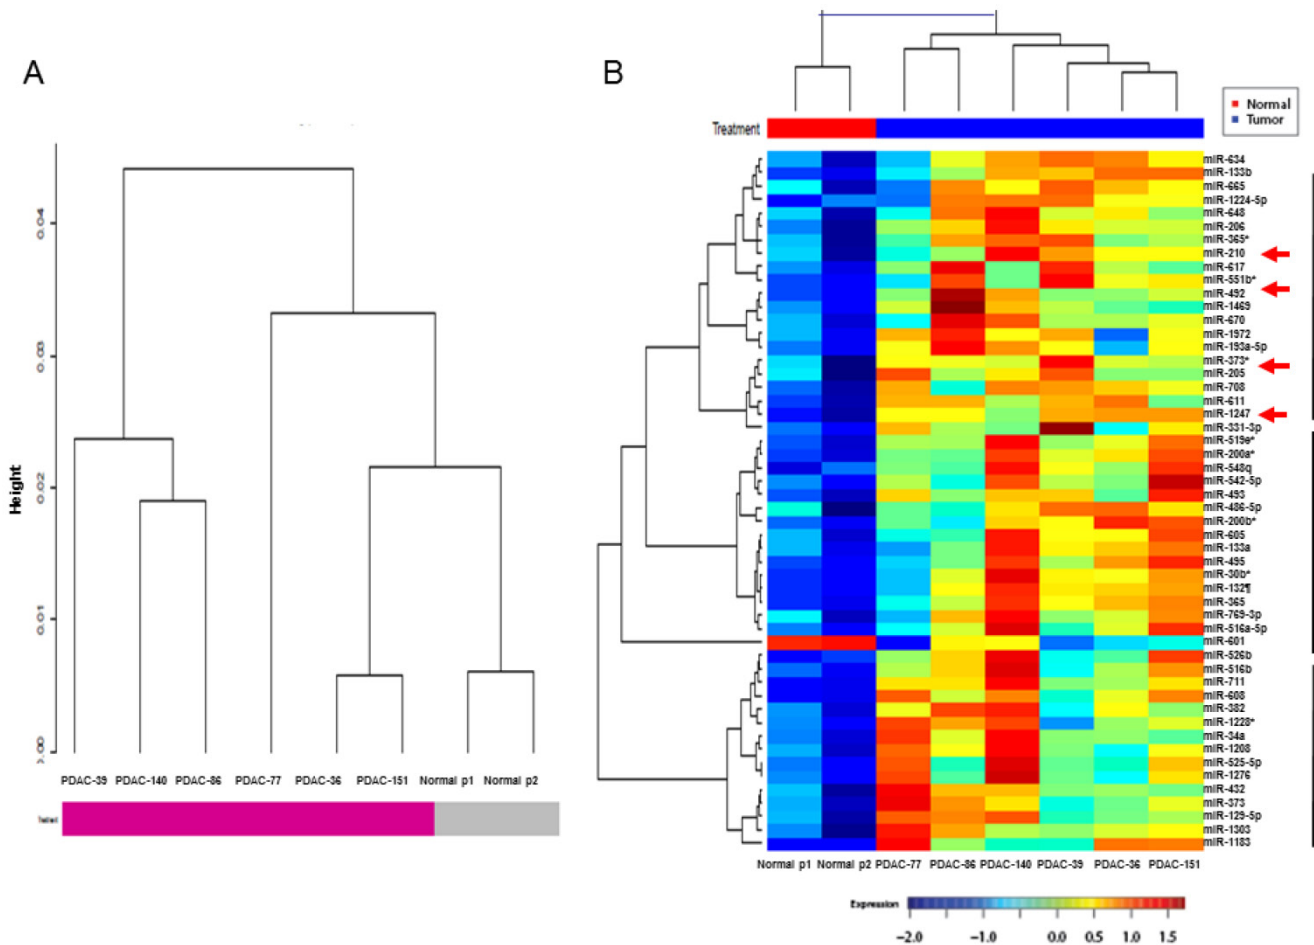 A
B
Normal
Tumor
Treatment
miR-634
miR-133b
miR-665
miR-1224-5p
miR-648
miR-206
miR-365*
miR-210
miR-617
miR-551b*
miR-492
miR-1469
miR-670
miR-1972
miR-193a-5p
miR-373*
miR-205
miR-708
miR-611
miR-1247
miR-331-3p
miR-519e*
miR-200a*
miR-548q
miR-542-5p
miR-493
miR-486-5p
miR-200b*
miR-605
miR-133a
miR-495
miR-30b*
miR-132¶
miR-365
miR-769-3p
miR-516a-5p
miR-601
miR-526b
miR-516b
miR-711
miR-608
miR-382
miR-1228*
miR-34a
miR-1208
miR-525-5p
miR-1276
miR-432
miR-373
miR-129-5p
miR-1303
miR-1183
Height
0.04
0.03
0.02
0.01
PDAC-39 PDAC-140 PDAC-86 PDAC-77 PDAC-36 PDAC-151 Normal p1 Normal p2
Normal p1 Normal p2 PDAC-77 PDAC-86 PDAC-140 PDAC-39 PDAC-36 PDAC-151
Expression
-2.0 -1.0 0.0 0.5 1.0 1.5